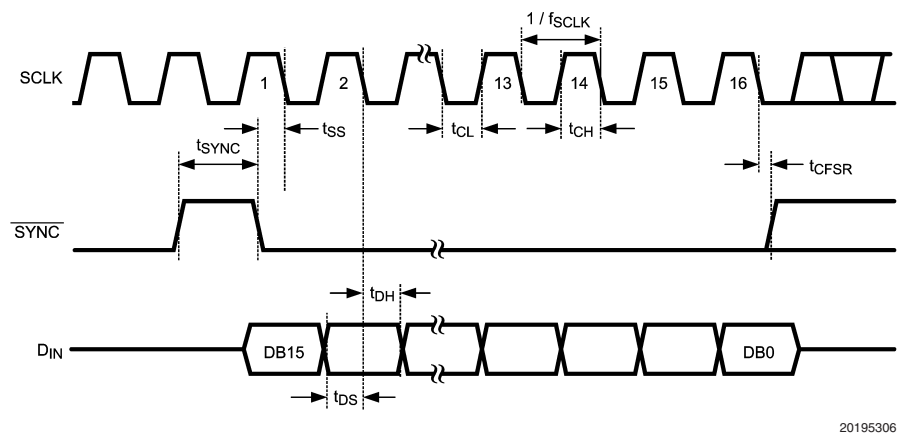 1 / fSCLK
SCLK
1 2 13 14 15 16
tSS tCL tCH
tSYNC
tCFSR
SYNC
tDH
DIN
DB15 DB0
tDS
20195306